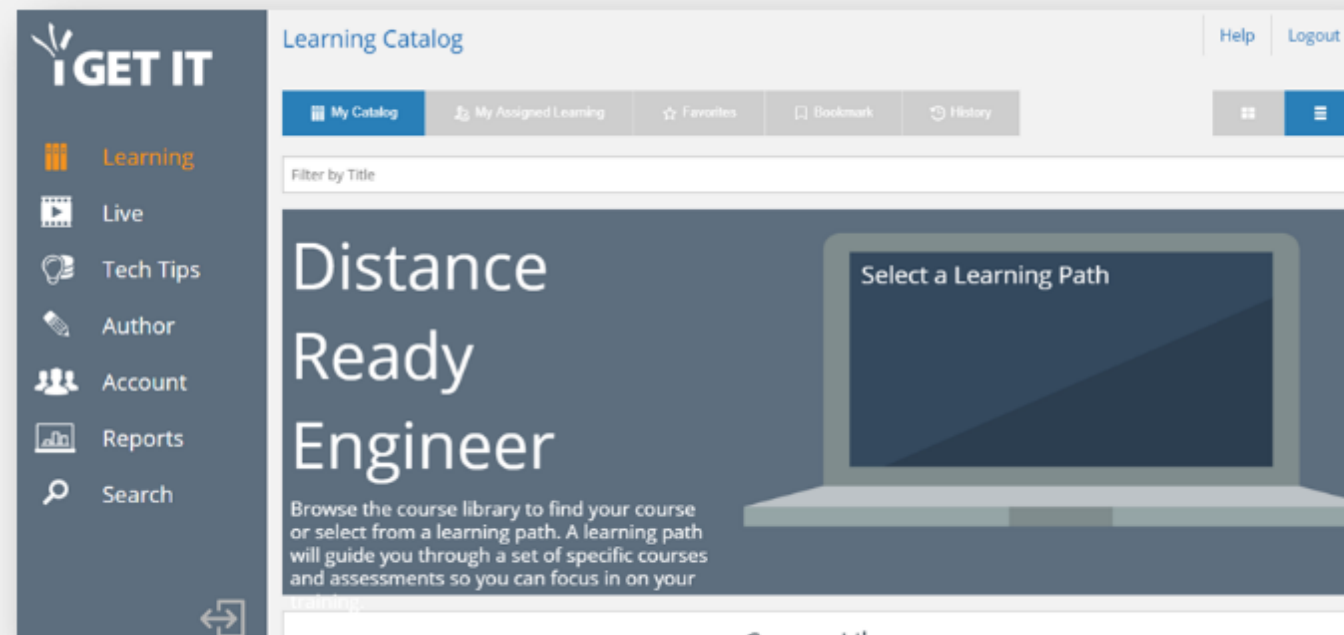 i GET IT
Learning
Live
Tech Tips
Author
Account
Reports
Search
Learning Catalog
Help
Logout
My Catalog
My Assigned Learning
Favorites
Bookmark
History
Filter by Title
Distance
Ready
Engineer
Browse the course library to find your course
or select from a learning path. A learning path
will guide you through a set of specific courses
and assessments so you can focus in on your
training.
Select a Learning Path